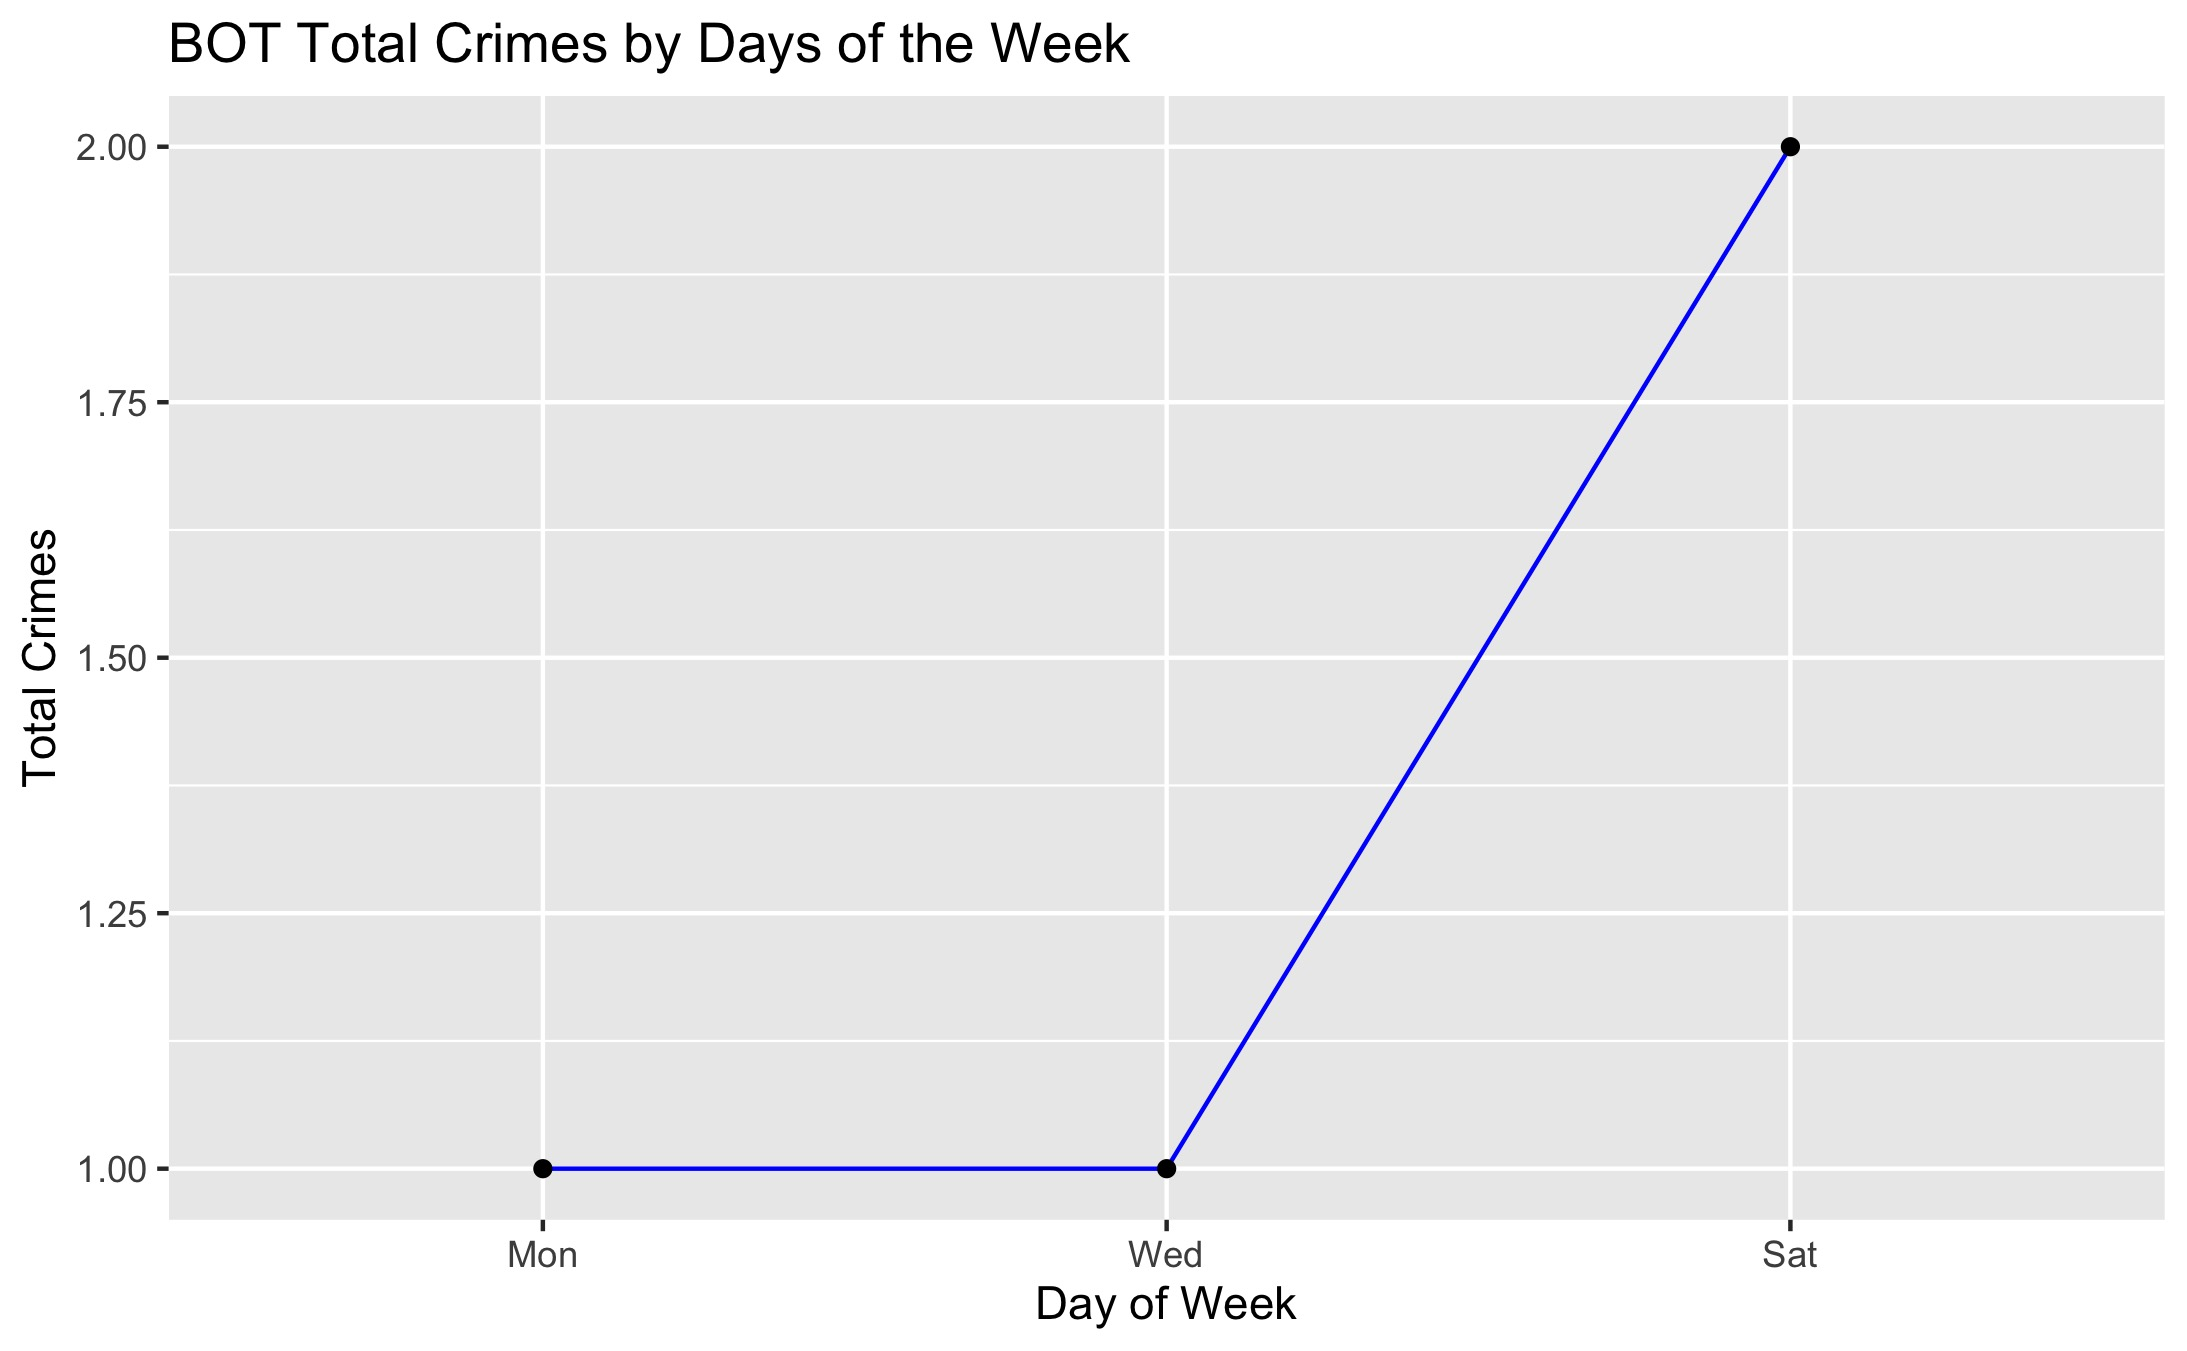 BOT Total Crimes by Days of the Week
Total Crimes
2.00
1.75
1.50
1.25
1.00
Mon Wed Sat
Day of Week